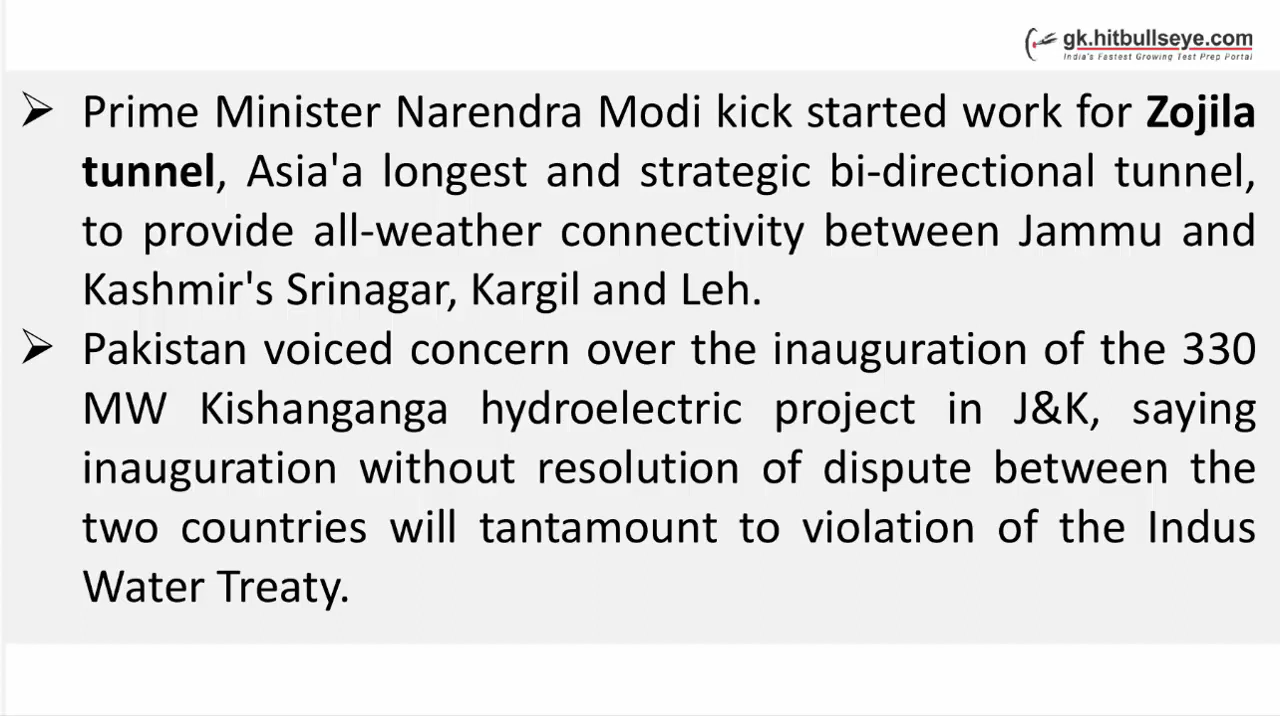 gk.hitbullseye.com
India's Fastest Growing Test Prep Portal
➢ Prime Minister Narendra Modi kick started work for Zojila
tunnel, Asia'a longest and strategic bi-directional tunnel,
to provide all-weather connectivity between Jammu and
Kashmir's Srinagar, Kargil and Leh.
➢ Pakistan voiced concern over the inauguration of the 330
MW Kishanganga hydroelectric project in J&K, saying
inauguration without resolution of dispute between the
two countries will tantamount to violation of the Indus
Water Treaty.